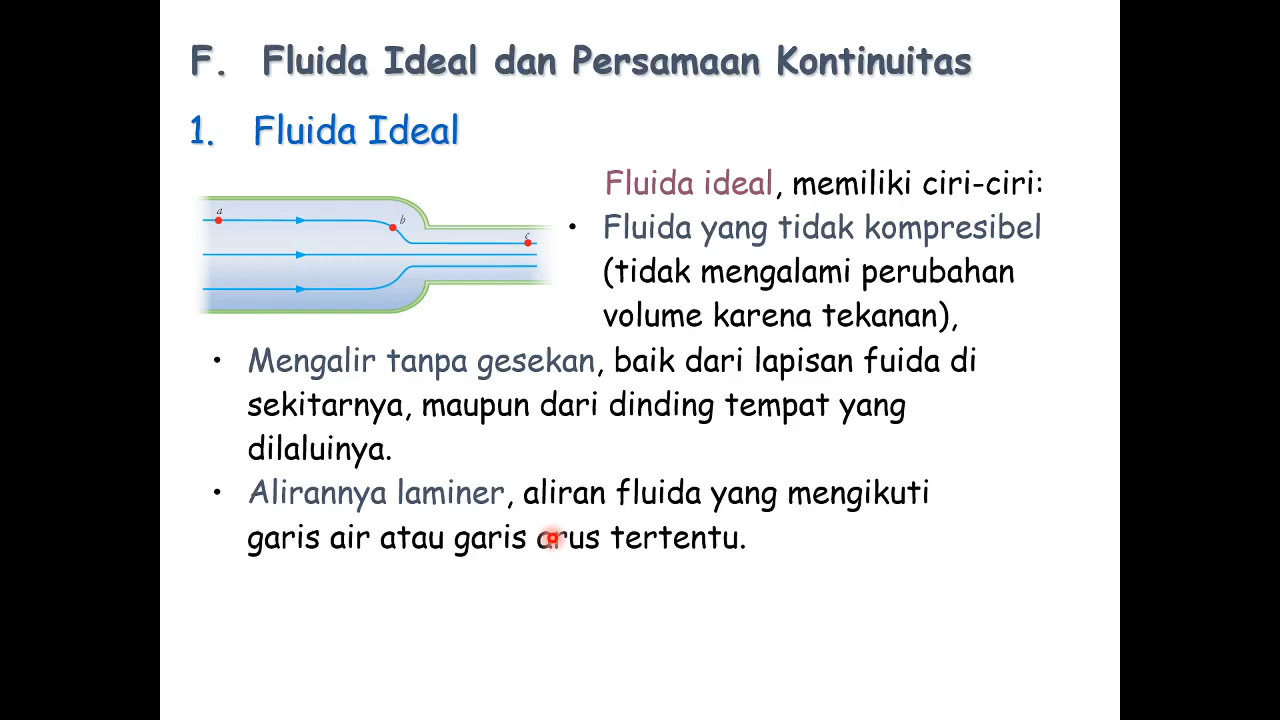 F. Fluida Ideal dan Persamaan Kontinuitas
1. Fluida Ideal
Fluida ideal, memiliki ciri-ciri:
• Fluida yang tidak kompresibel
(tidak mengalami perubahan
volume karena tekanan),
a
b
c
• Mengalir tanpa gesekan, baik dari lapisan fuida di
sekitarnya, maupun dari dinding tempat yang
dilaluinya.
• Alirannya laminer, aliran fluida yang mengikuti
garis air atau garis arus tertentu.